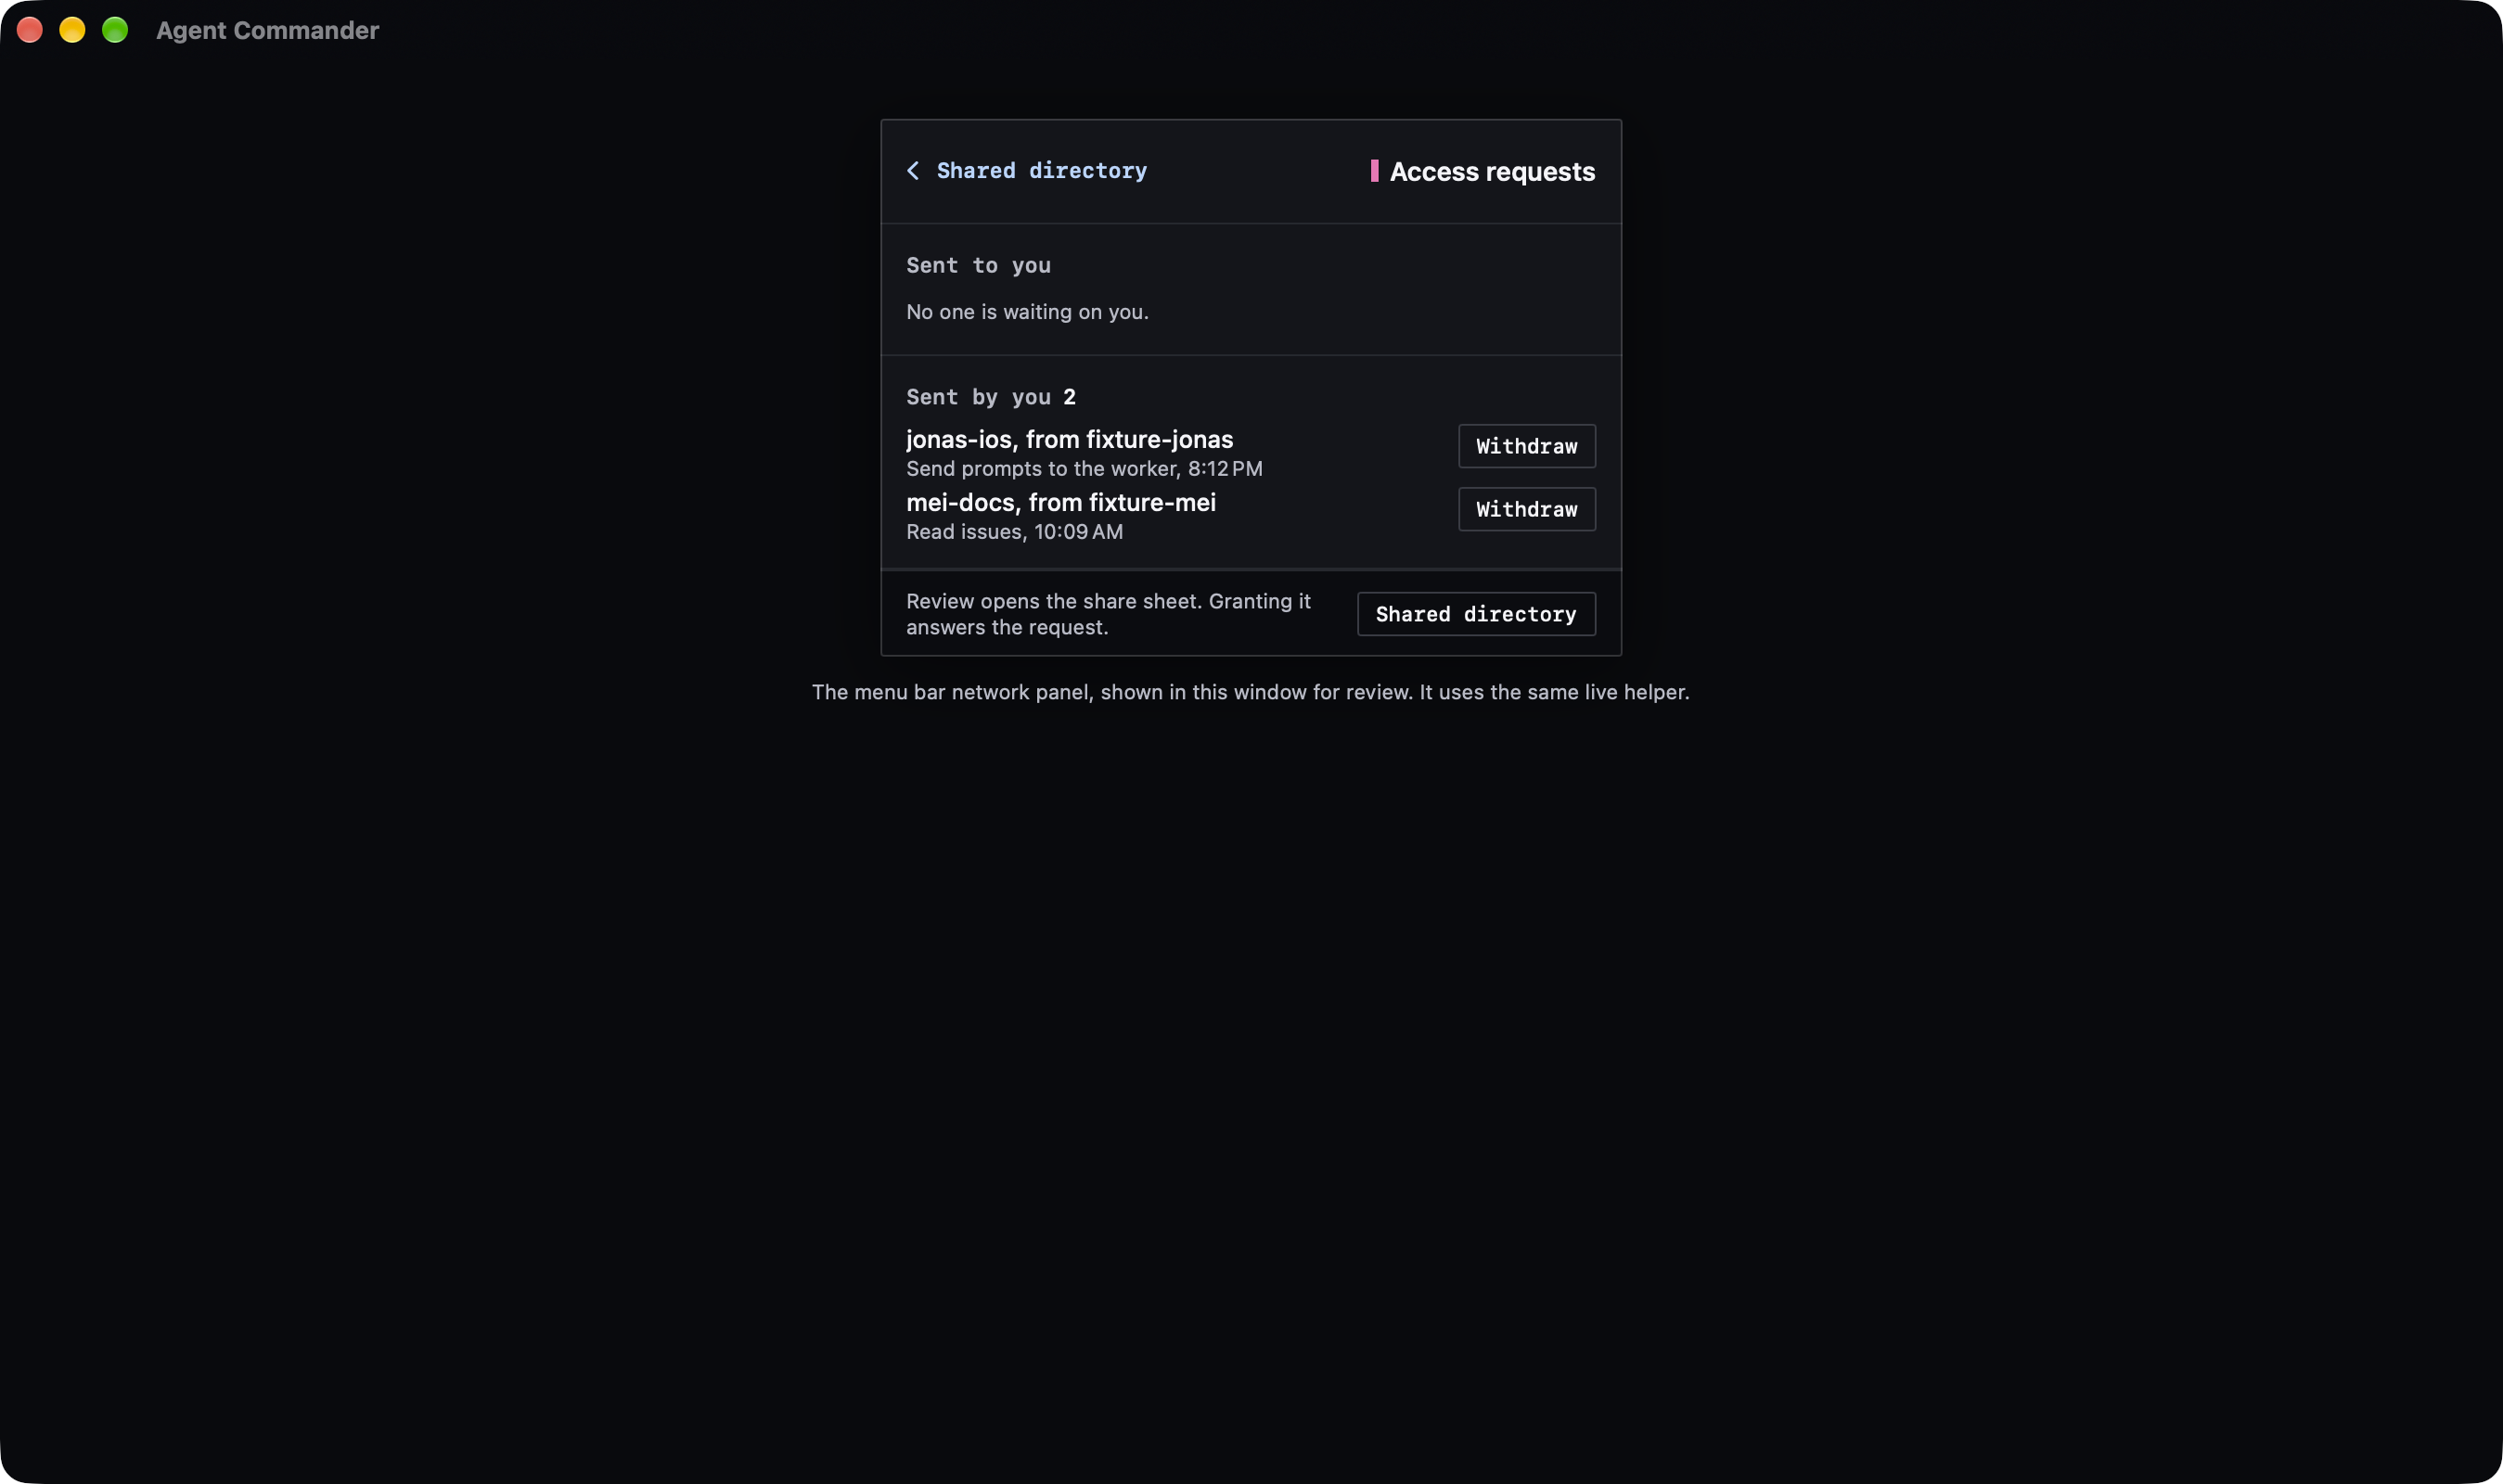 Agent Commander
Shared directory
Access requests
Sent to you
No one is waiting on you.
Sent by you 2
jonas-ios, from fixture-jonas
Withdraw
Send prompts to the worker, 8:12 PM
mei-docs, from fixture-mei
Withdraw
Read issues, 10:09 AM
Review opens the share sheet. Granting it
answers the request.
Shared directory
The menu bar network panel, shown in this window for review. It uses the same live helper.